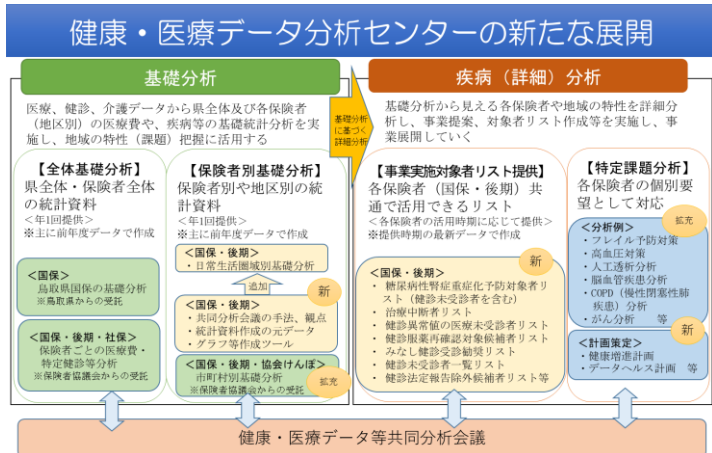 健康・医療データ分析センターの新たな展開
基礎分析
医療、健診、介護データから県全体及び各保険者
（地区別）の医療費や、疾病等の基礎統計分析を実
施し、地域の特性（課題）把握に活用する
【全体基礎分析】
県全体・保険者全体
の統計資料
＜年1回提供＞
※主に前年度データで作成
＜国保＞
鳥取県国保の基礎分析
※鳥取県からの受託
＜国保・後期・社保＞
保険者ごとの医療費・
特定健診等分析
※保険者協議会からの受託
【保険者別基礎分析】
保険者別や地区別の統
計資料
＜年1回提供＞
※主に前年度データで作成
＜国保・後期＞
・日常生活圏域別基礎分析
追加
新
＜国保・後期＞
・共同分析会議の手法、観点
・統計資料作成の元データ
・グラフ等作成ツール
＜国保・後期・協会けんぽ＞
市町村別基礎分析
※保険者協議会からの受託
拡充
基礎分析
に基づく
詳細分析
疾病（詳細）分析
基礎分析から見える各保険者や地域の特性を詳細分
析し、事業提案、対象者リスト作成等を実施し、事
業展開していく
【事業実施対象者リスト提供】
各保険者（国保・後期）共
通で活用できるリスト
＜各保険者の活用時期に応じて提供＞
※提供時期の最新データで作成
新
＜国保・後期＞
・糖尿病性腎症重症化予防対象者リ
スト（健診未受診者を含む）
・治療中断者リスト
・健診異常値の医療未受診者リスト
・健診服薬再確認対象候補者リスト
・みなし健診受診勧奨リスト
・健診未受診者一覧リスト
・健診法定報告除外候補者リスト等
【特定課題分析】
各保険者の個別要
望として対応
拡充
＜分析例＞
・フレイル予防対策
・高血圧対策
・人工透析分析
・脳血管疾患分析
・COPD（慢性閉塞性肺
疾患）分析
・がん分析　等
新
＜計画策定＞
・健康増進計画
・データヘルス計画　等
健康・医療データ等共同分析会議